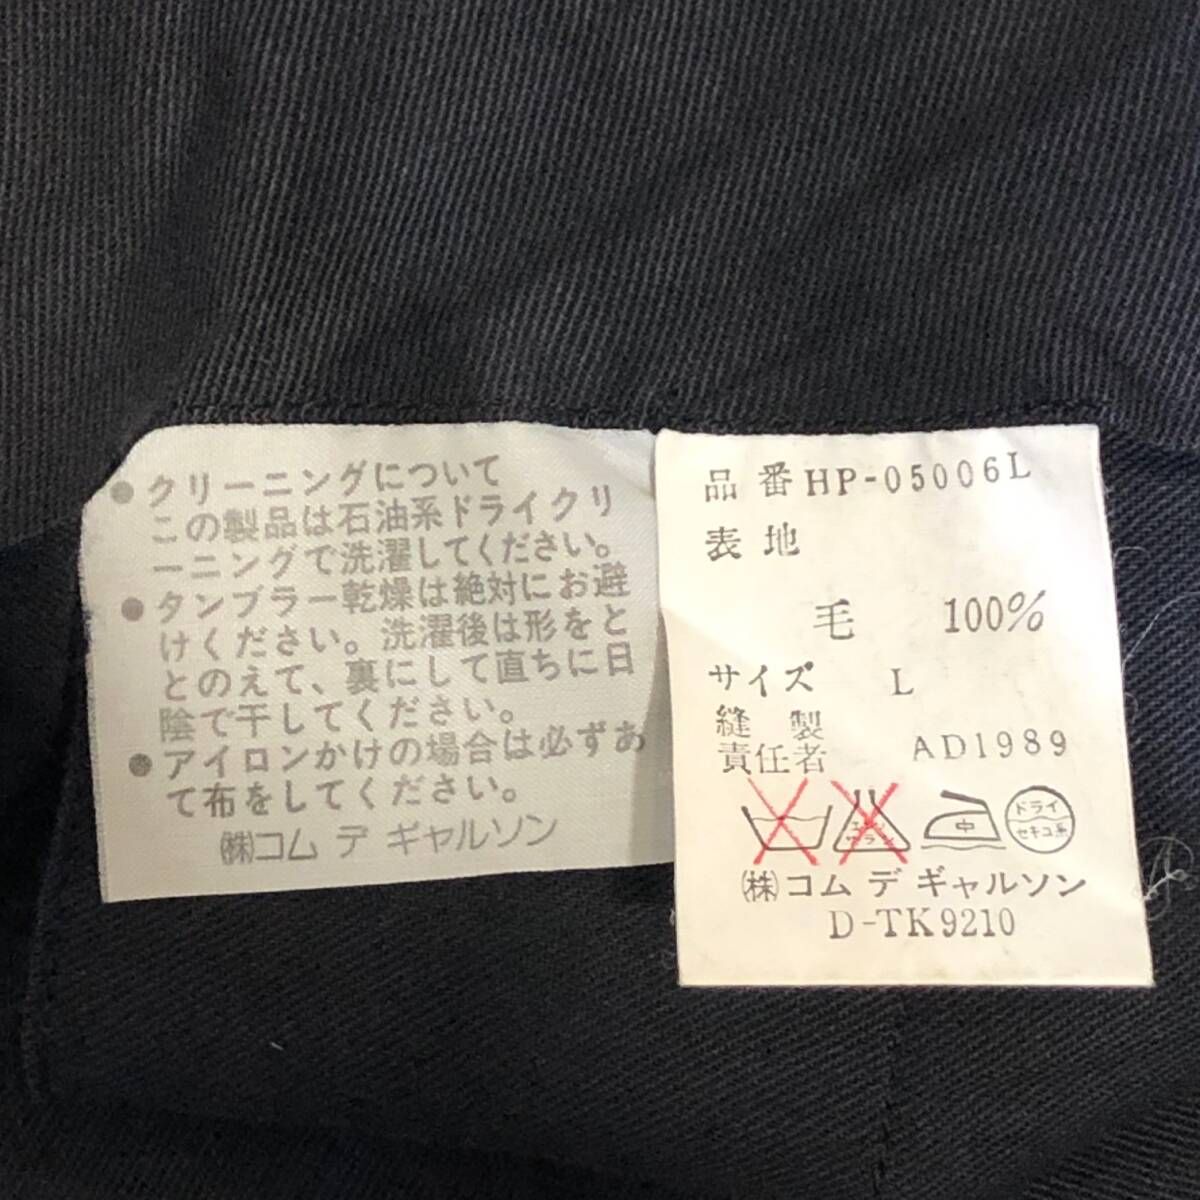 ● クリーニングについて
この製品は石油系ドライクリ
ーニングで洗濯してください。
● タンブラー乾燥は絶対にお避
けください。洗濯後は形をと
とのえて、裏にして直ちに日
陰で干してください。
● アイロンかけの場合は必ずあ
て布をしてください。
㈱コム デ ギャルソン
品番 HP-05006L
表地
毛 100%
サイズ L
縫製
責任者 AD1989
エンソ
サラシ
中
ドライ
セキユ系
(株)コム デ ギャルソン
D-TK9210